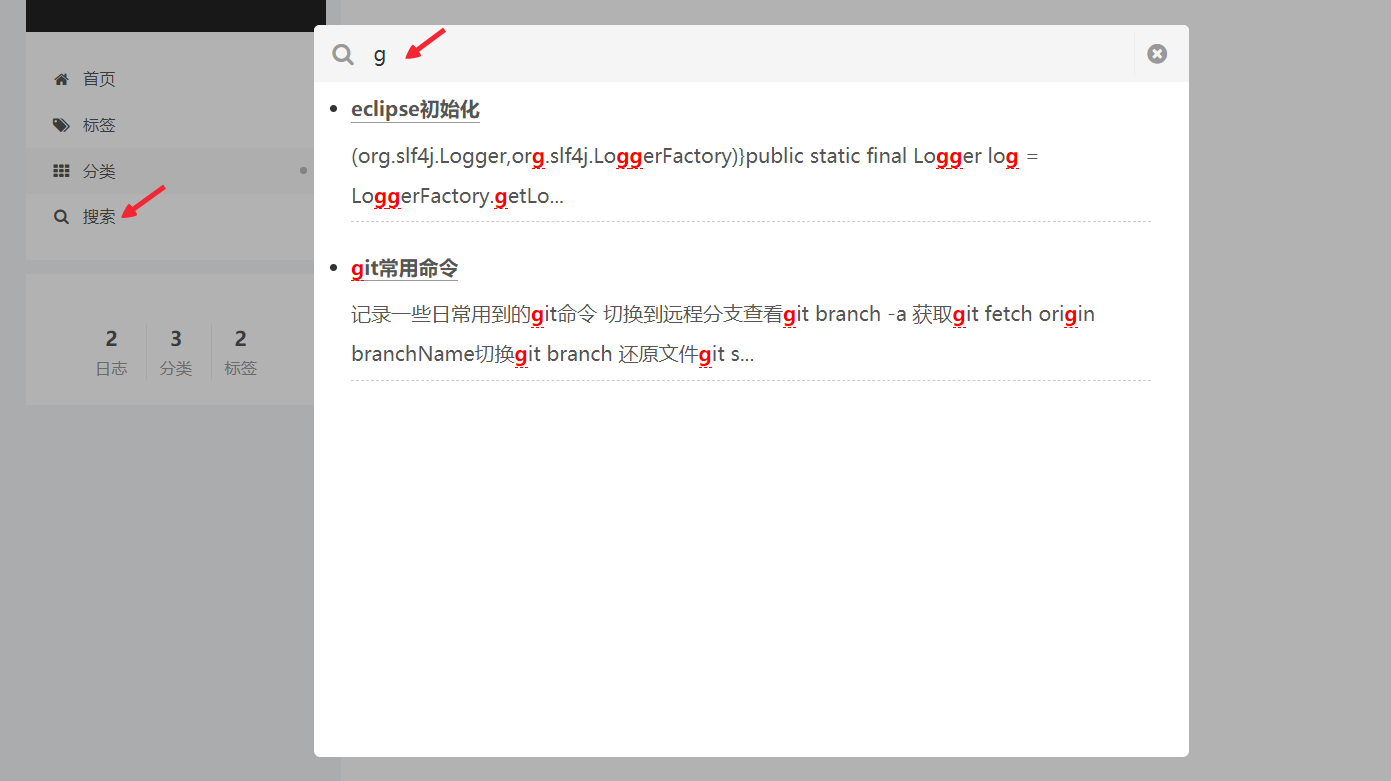 首页
标签
分类
搜索
2 3 2
日志 分类 标签
g
eclipse初始化
(org.slf4j.Logger,org.slf4j.LoggerFactory)}public static final Logger log =
LoggerFactory.getLo...
git常用命令
记录一些日常用到的git命令 切换到远程分支查看git branch -a 获取git fetch origin
branchName切换git branch 还原文件git s...